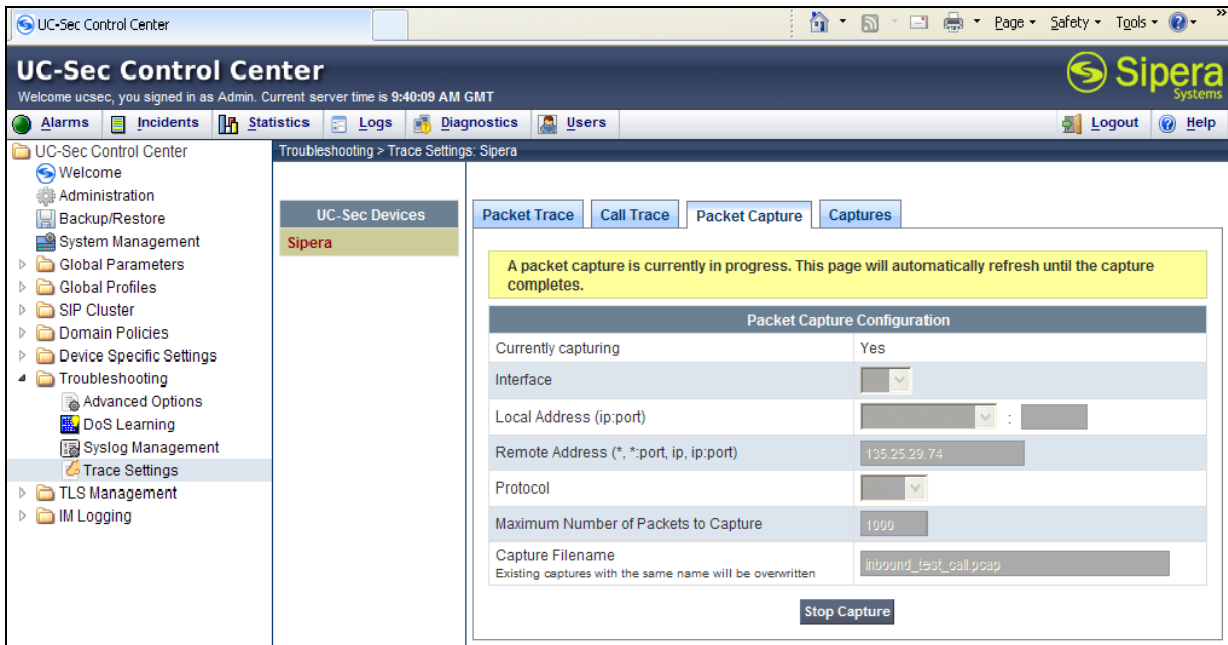 UC-Sec Control Center
Page Safety Tools »
UC-Sec Control Center
Welcome ucsec, you signed in as Admin. Current server time is 9:40:09 AM GMT
Sipera
Systems
Alarms Incidents Statistics Logs Diagnostics Users Logout Help
UC-Sec Control Center
Welcome
Administration
Backup/Restore
System Management
Global Parameters
Global Profiles
SIP Cluster
Domain Policies
Device Specific Settings
Troubleshooting
Advanced Options
DoS Learning
Syslog Management
Trace Settings
TLS Management
IM Logging
Troubleshooting > Trace Settings: Sipera
UC-Sec Devices
Sipera
Packet Trace Call Trace Packet Capture Captures
A packet capture is currently in progress. This page will automatically refresh until the capture
completes.
Packet Capture Configuration
Currently capturing Yes
Interface
Local Address (ip:port) :
Remote Address (*, *:port, ip, ip:port) 135.25.29.74
Protocol
Maximum Number of Packets to Capture 1000
Capture Filename
Existing captures with the same name will be overwritten
inbound_test_call.pcap
Stop Capture